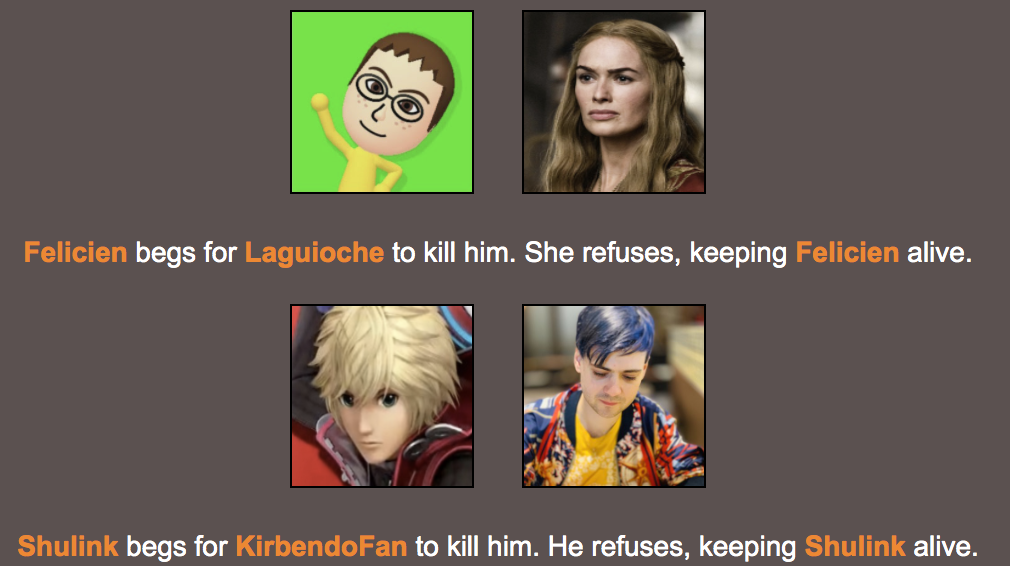 Felicien begs for Laguioche to kill him. She refuses, keeping Felicien alive.
Shulink begs for KirbendoFan to kill him. He refuses, keeping Shulink alive.